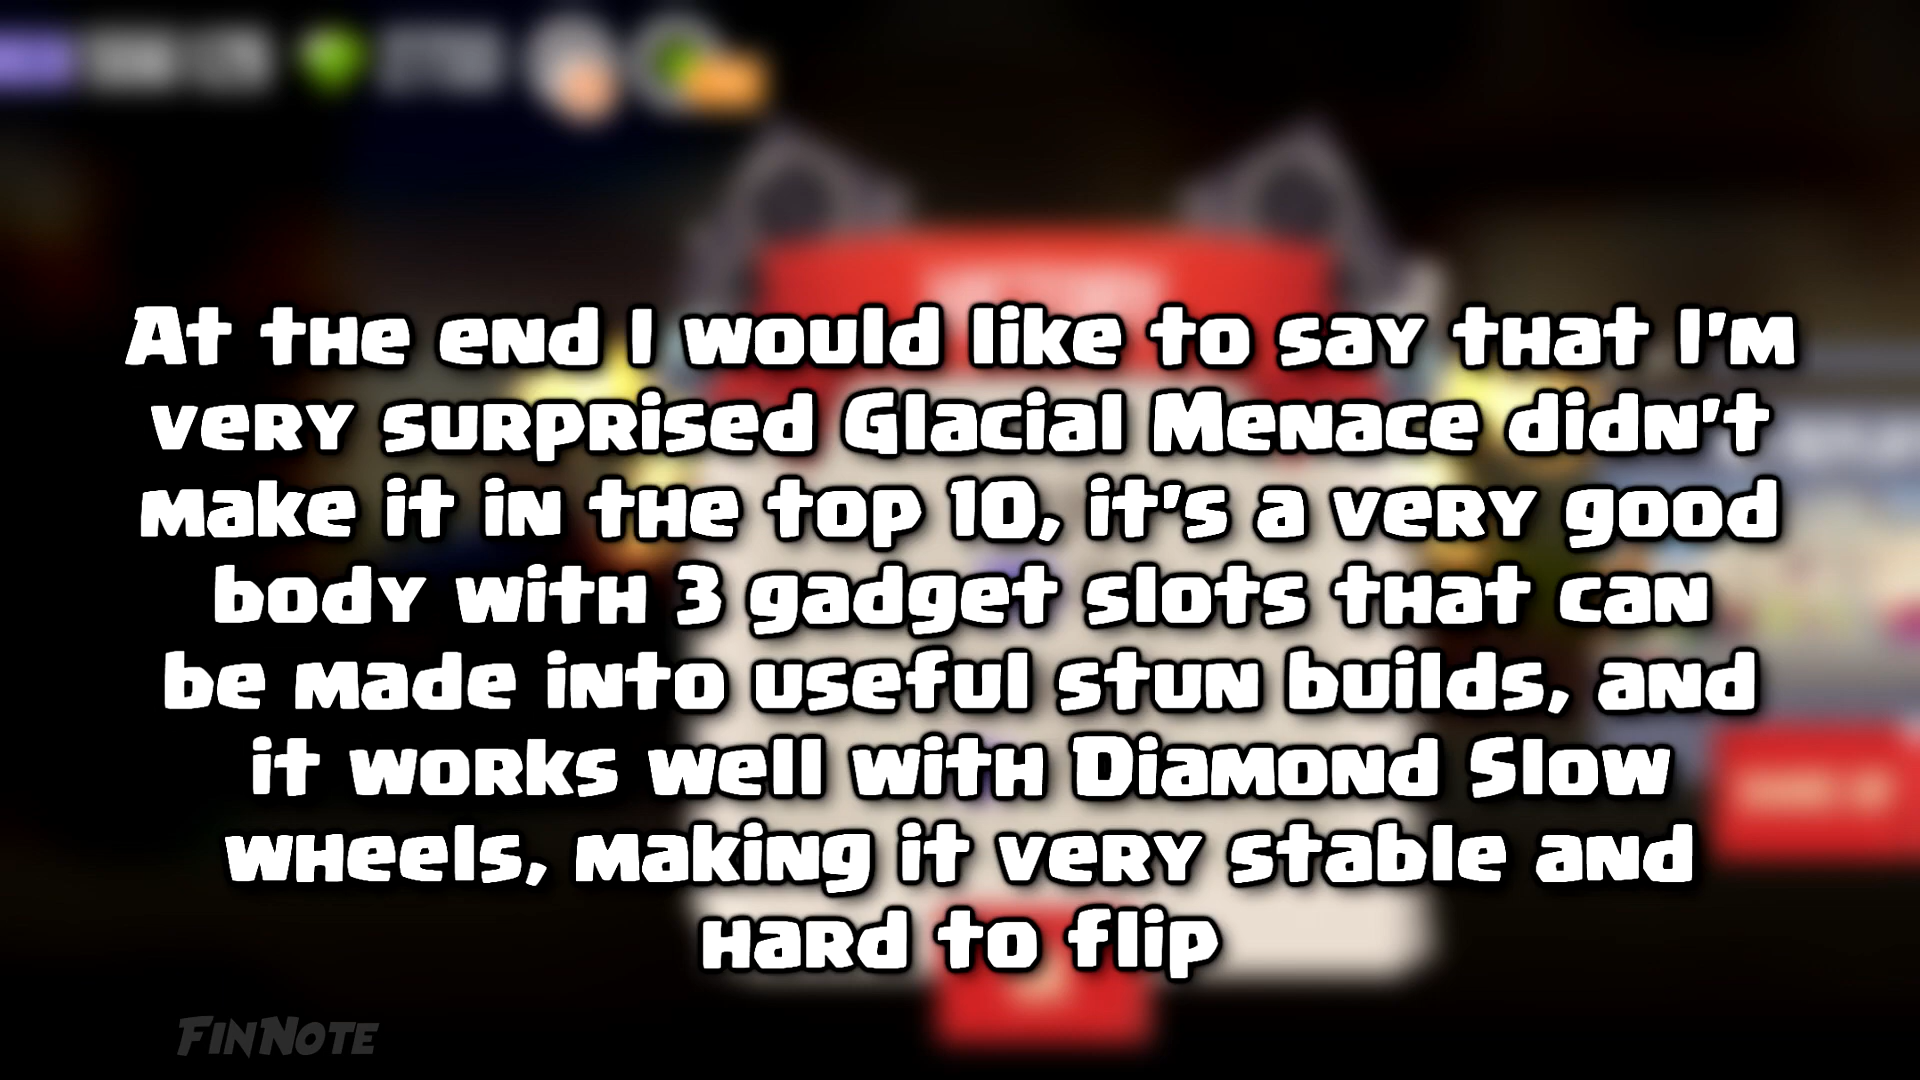 At the end I would like to say that I'm
very surprised Glacial Menace didn't
make it in the top 10, it's a very good
body with 3 gadget slots that can
be made into useful stun builds, and
it works well with Diamond Slow
wheels, making it very stable and
hard to flip
FinNote